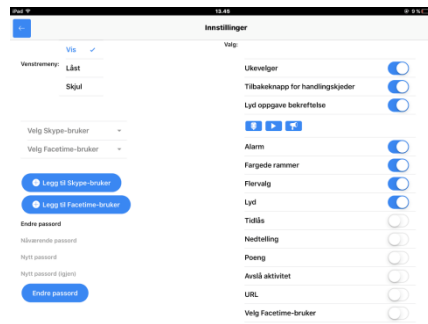 iPad
13.45
9 %
Innstillinger
Vis
Venstremeny:
Låst
Skjul
Velg Skype-bruker
Velg Facetime-bruker
Legg til Skype-bruker
Legg til Facetime-bruker
Endre passord
Nåværende passord
Nytt passord
Nytt passord (igjen)
Endre passord
Valg:
Ukevelger
Tilbakeknapp for handlingskjeder
Lyd oppgave bekreftelse
Alarm
Fargede rammer
Flervalg
Lyd
Tidlås
Nedtelling
Poeng
Avslå aktivitet
URL
Velg Facetime-bruker